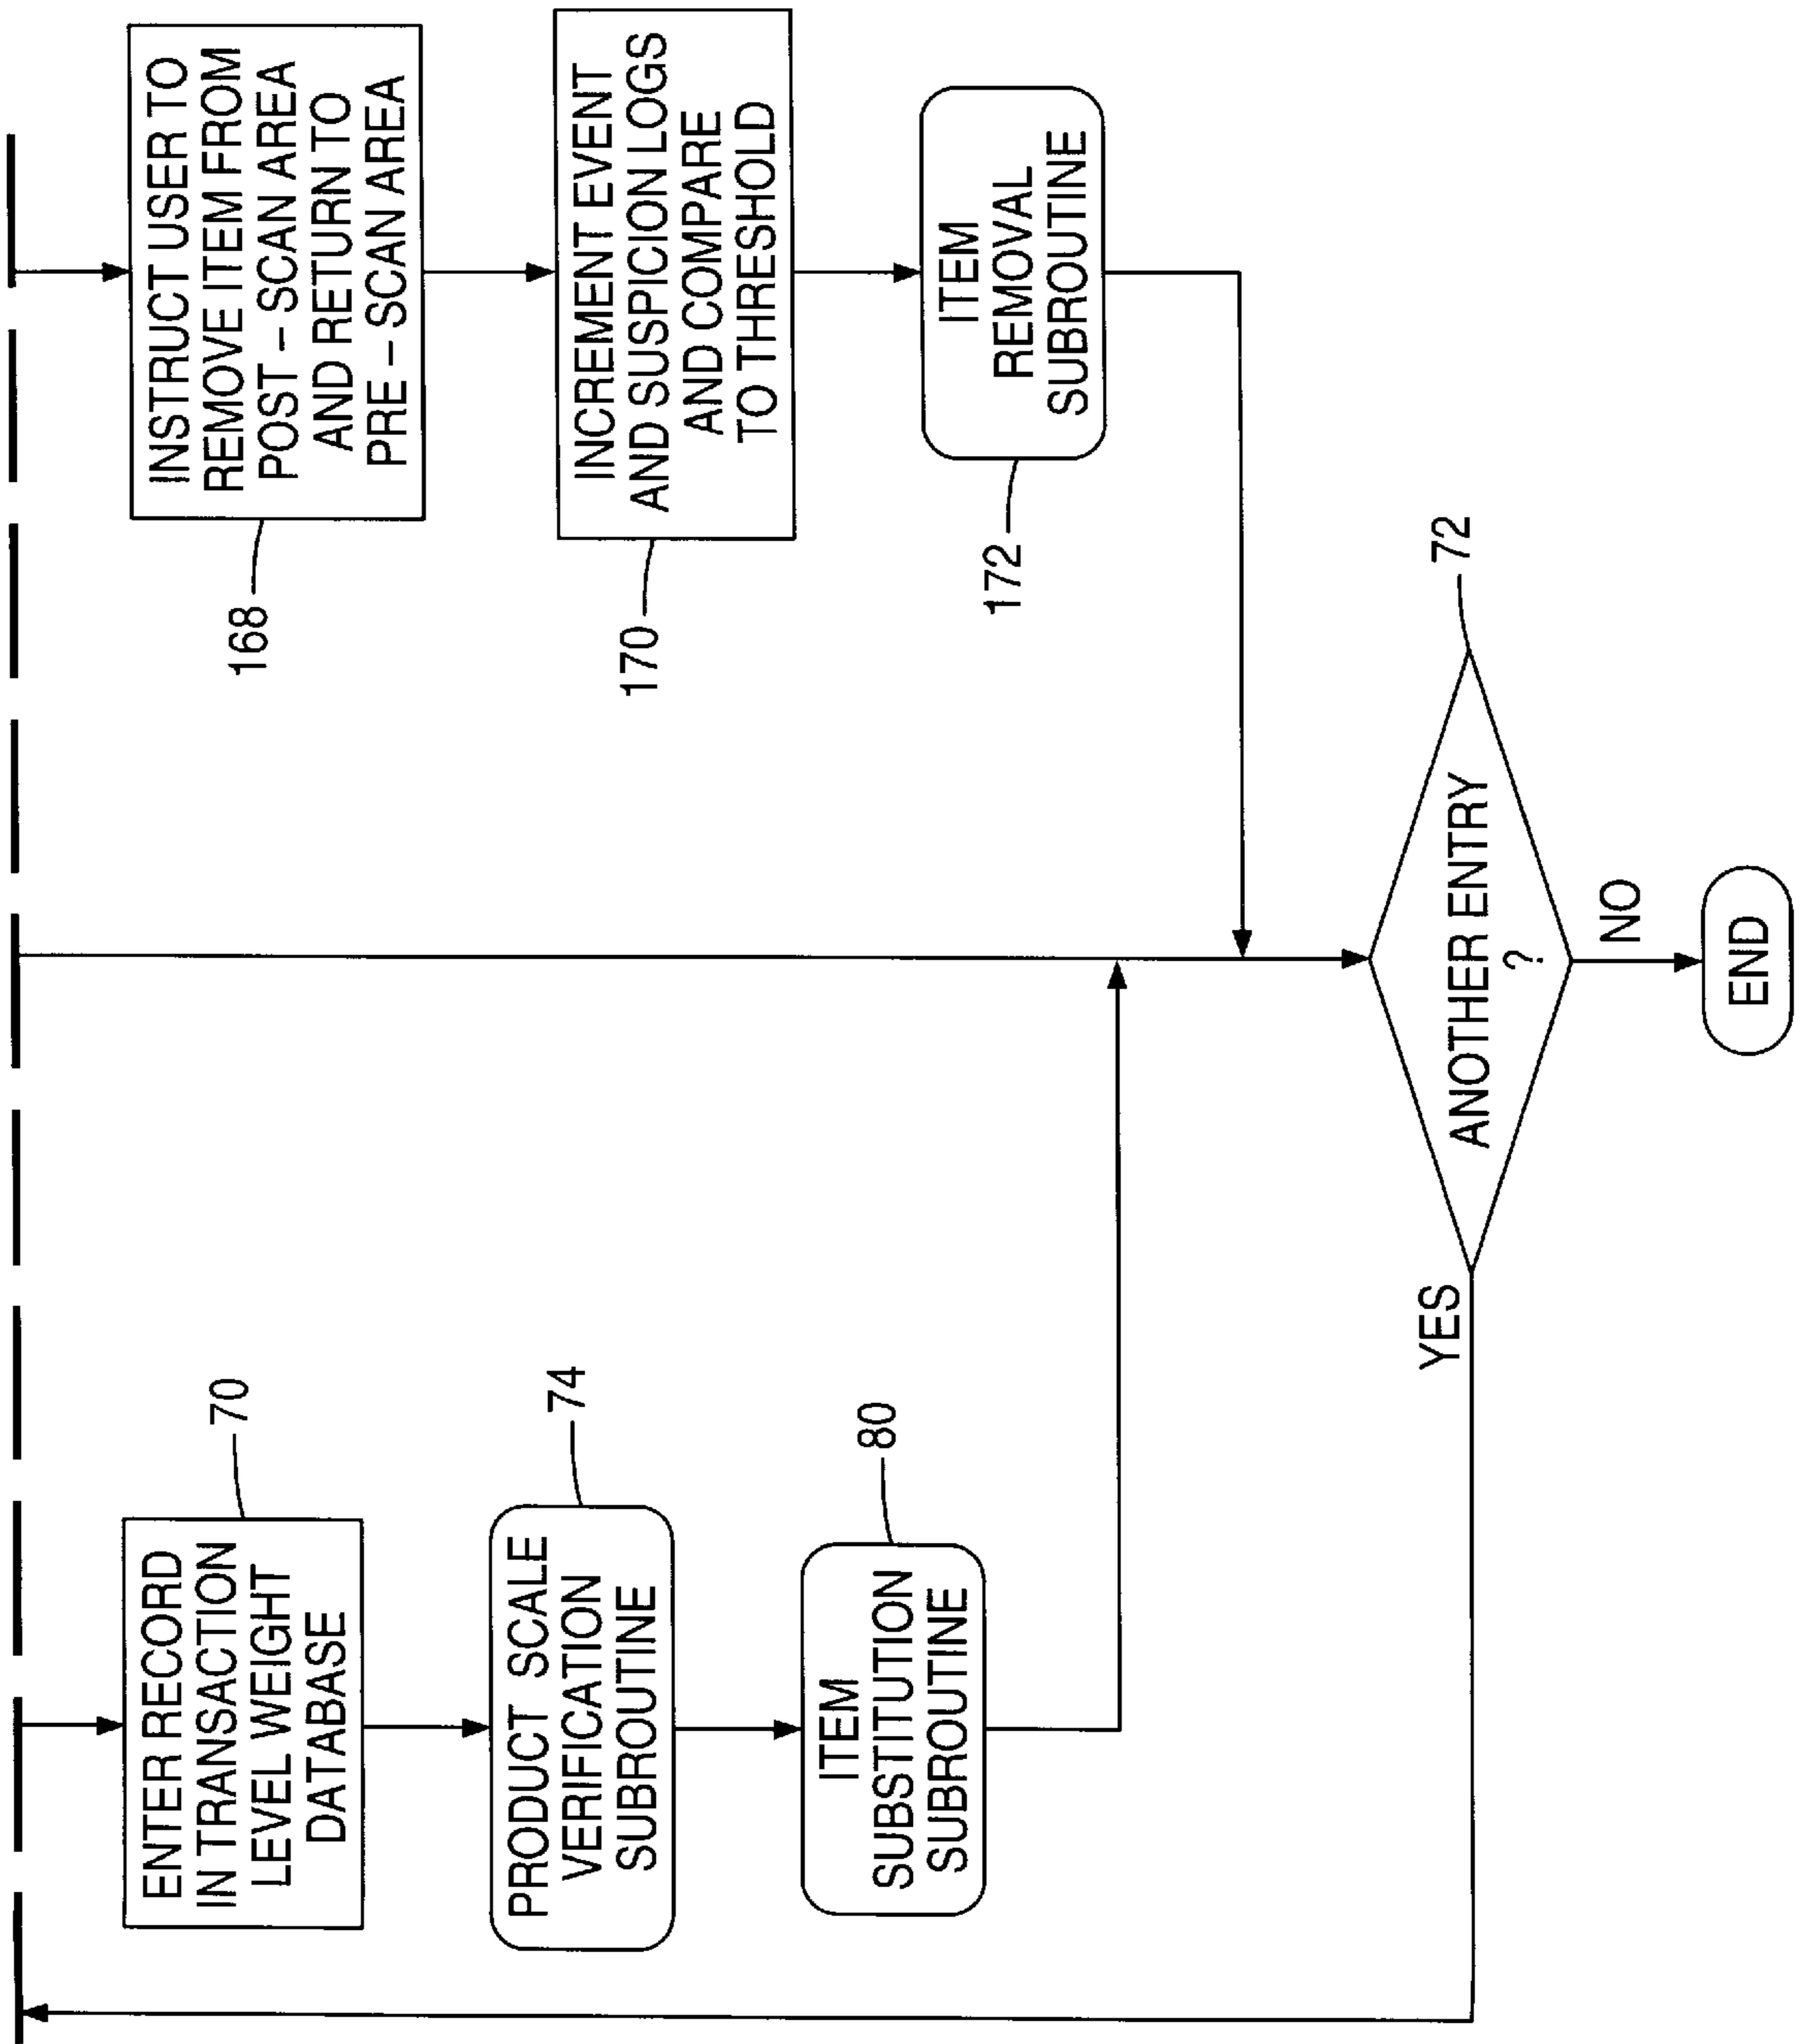 ENTER RECORD
IN TRANSACTION
LEVEL WEIGHT
DATABASE
70
PRODUCT SCALE
VERIFICATION
SUBROUTINE
74
ITEM
SUBSTITUTION
SUBROUTINE
80
INSTRUCT USER TO
REMOVE ITEM FROM
POST – SCAN AREA
AND RETURN TO
PRE – SCAN AREA
168
INCREMENT EVENT
AND SUSPICION LOGS
AND COMPARE
TO THRESHOLD
170
ITEM
REMOVAL
SUBROUTINE
172
YES
ANOTHER ENTRY
?
72
NO
END